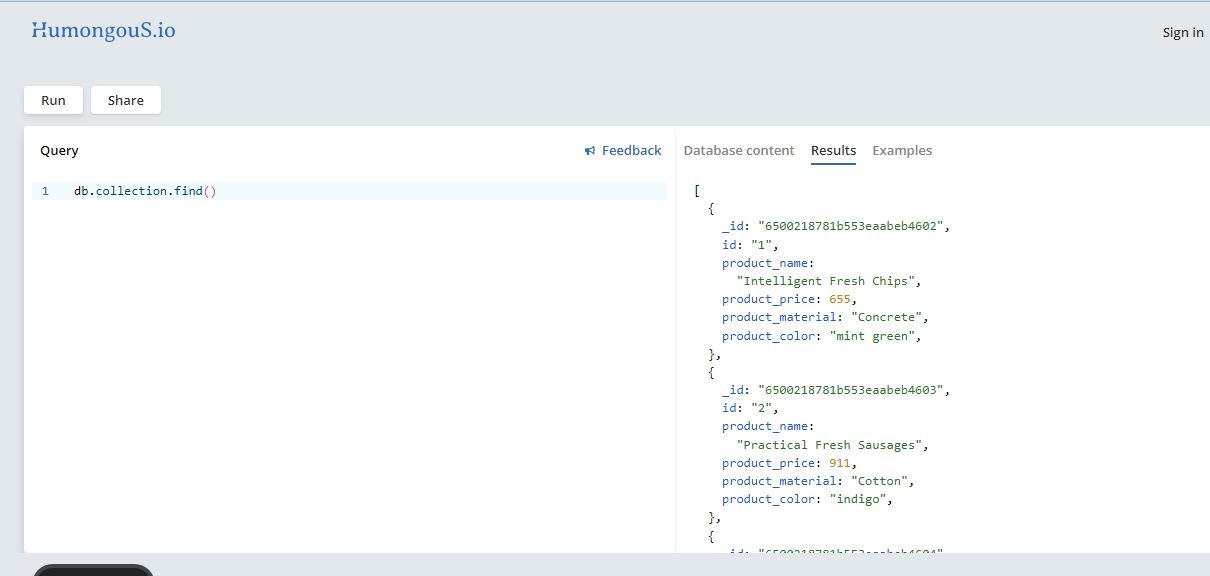 HumongouS.io
Sign in
Run
Share
Query
Feedback
1 db.collection.find()
Database content
Results
Examples
[
{
_id: "6500218781b553eaabeb4602",
id: "1",
product_name:
"Intelligent Fresh Chips",
product_price: 655,
product_material: "Concrete",
product_color: "mint green",
},
{
_id: "6500218781b553eaabeb4603",
id: "2",
product_name:
"Practical Fresh Sausages",
product_price: 911,
product_material: "Cotton",
product_color: "indigo",
},
{
_id: "6500218781b553eaabeb4604"